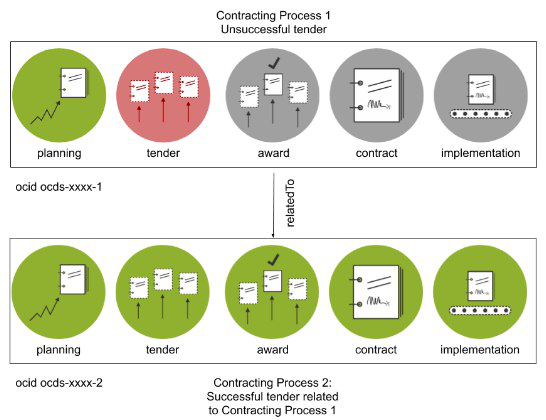 Contracting Process 1
Unsuccessful tender
planning tender award contract implementation
ocid ocds-xxxx-1
relatedTo
planning tender award contract implementation
ocid ocds-xxxx-2
Contracting Process 2:
Successful tender related
to Contracting Process 1